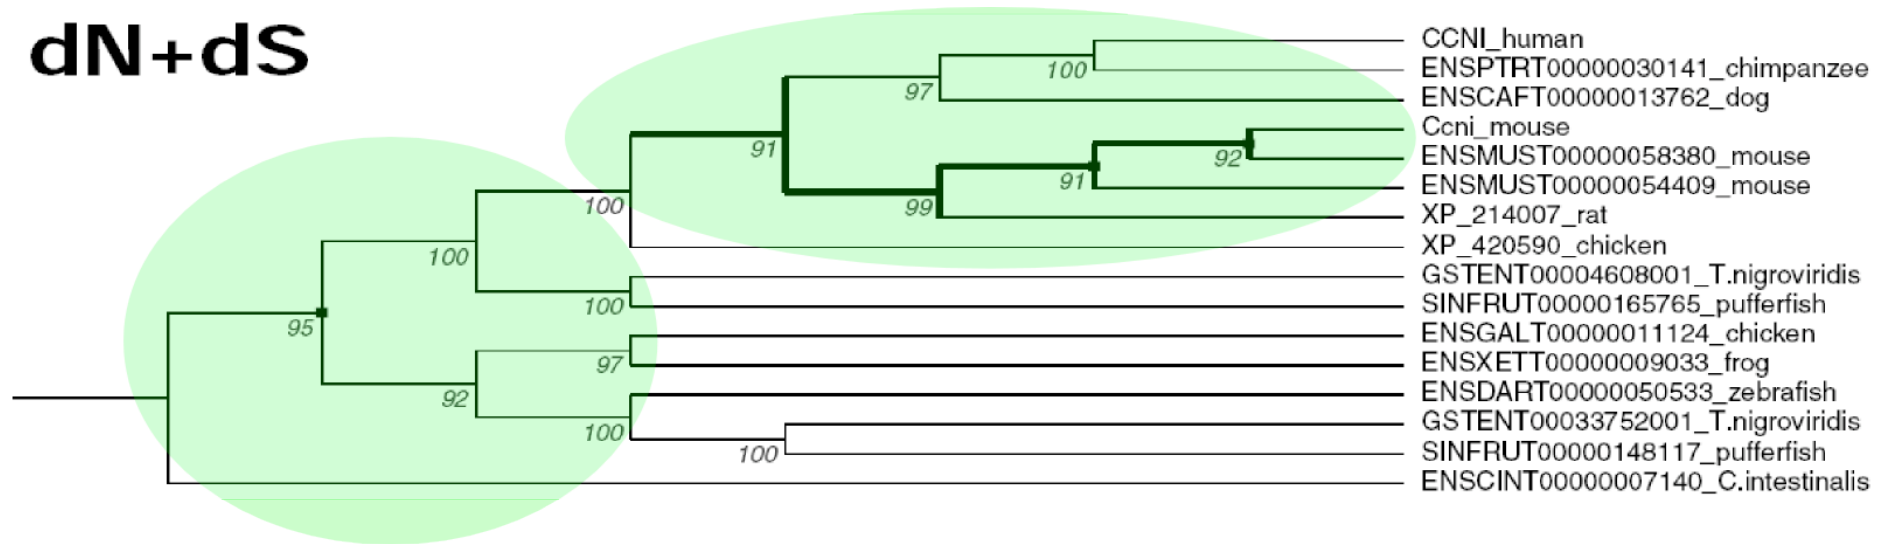 dN+dS
CCNI_human
100
ENSPTRT00000030141_chimpanzee
97
ENSCAFT00000013762_dog
Ccni_mouse
91
92
ENSMUST00000058380_mouse
91
ENSMUST00000054409_mouse
99
100
XP_214007_rat
XP_420590_chicken
100
GSTENT00004608001_T.nigroviridis
100
SINFRUT00000165765_pufferfish
95
ENSGALT00000011124_chicken
97
ENSXETT00000009033_frog
92
ENSDART00000050533_zebrafish
100
GSTENT00033752001_T.nigroviridis
100
SINFRUT00000148117_pufferfish
ENSCINT00000007140_C.intestinalis